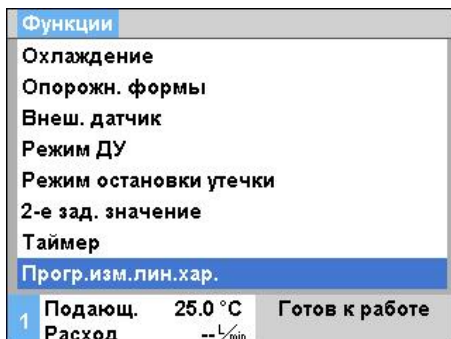 Функции
Охлаждение
Опорожн. формы
Внеш. датчик
Режим ДУ
Режим остановки утечки
2-е зад. значение
Таймер
Прогр.изм.лин.хар.
1 Подающ. 25.0 °C Готов к работе
Расход -- L/min